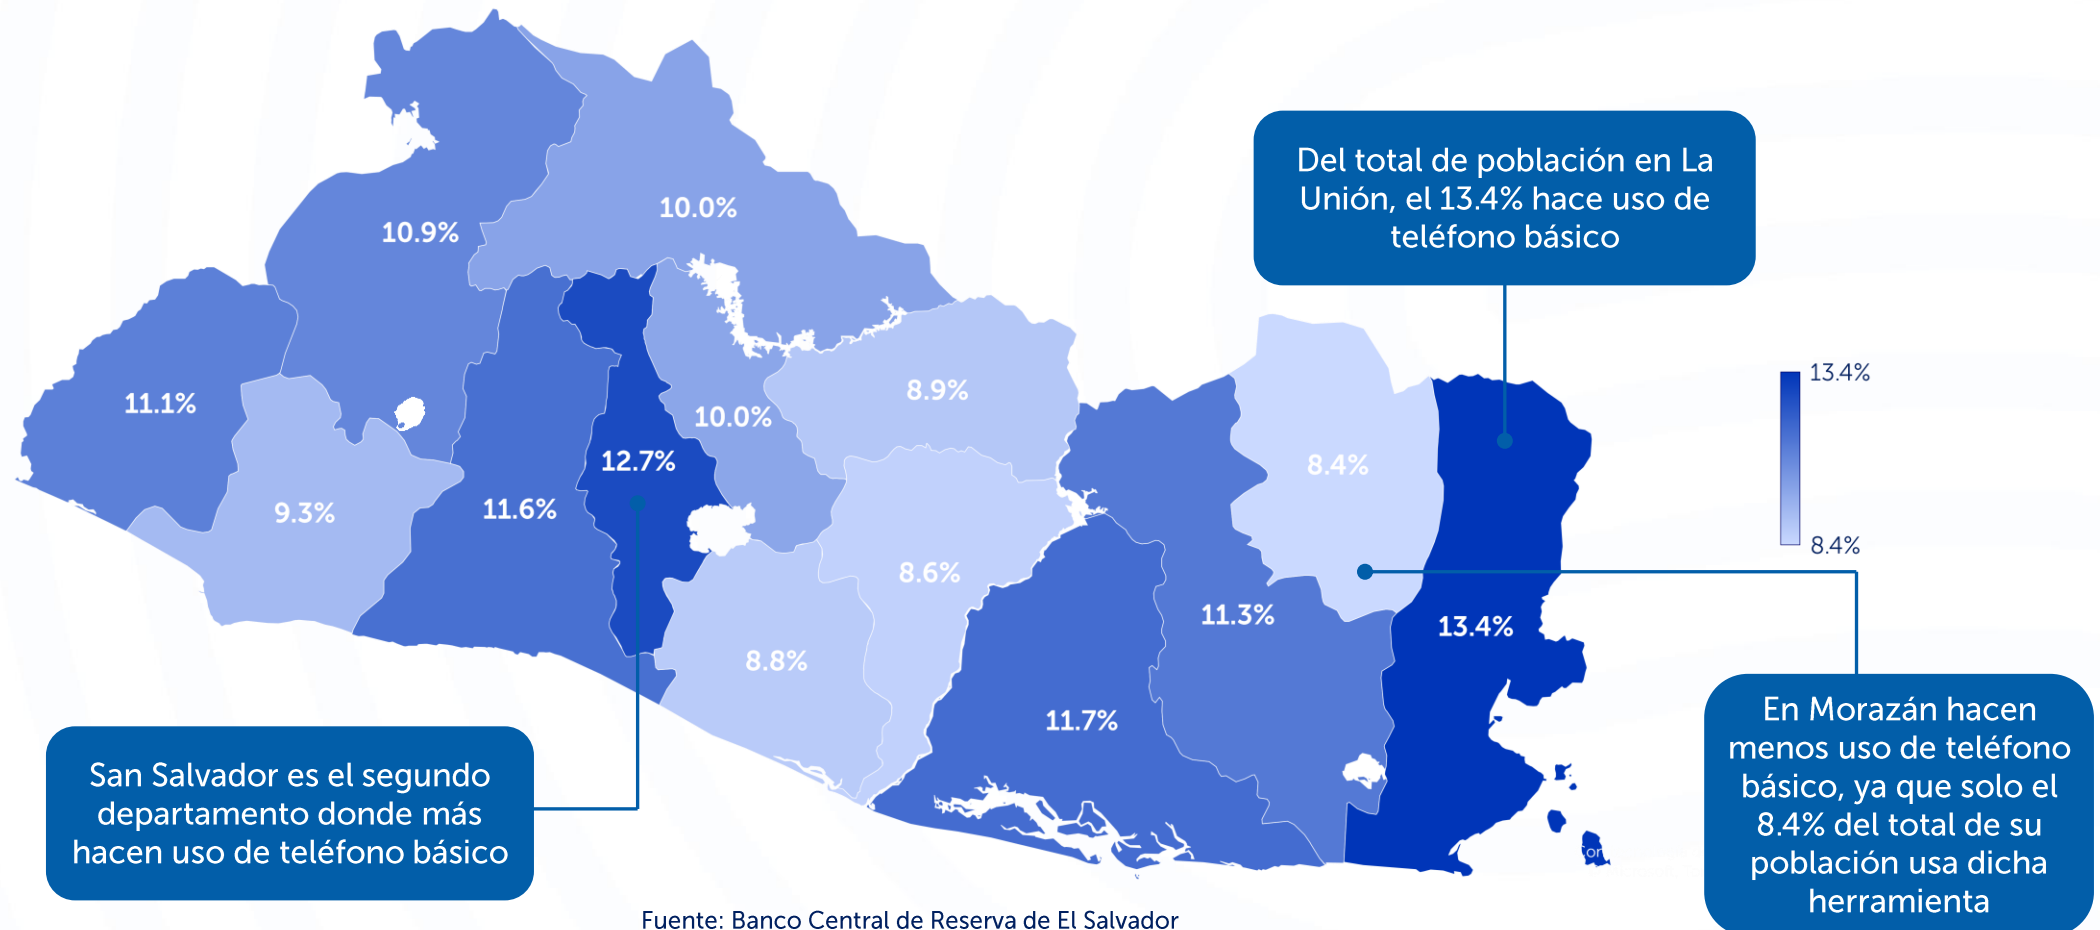 10.0%
10.9%
Del total de población en La
Unión, el 13.4% hace uso de
teléfono básico
13.4%
8.4%
11.1%
8.9%
10.0%
12.7%
8.4%
9.3%
11.6%
8.6%
11.3%
13.4%
8.8%
11.7%
San Salvador es el segundo
departamento donde más
hacen uso de teléfono básico
En Morazán hacen
menos uso de teléfono
básico, ya que solo el
8.4% del total de su
población usa dicha
herramienta
Fuente: Banco Central de Reserva de El Salvador